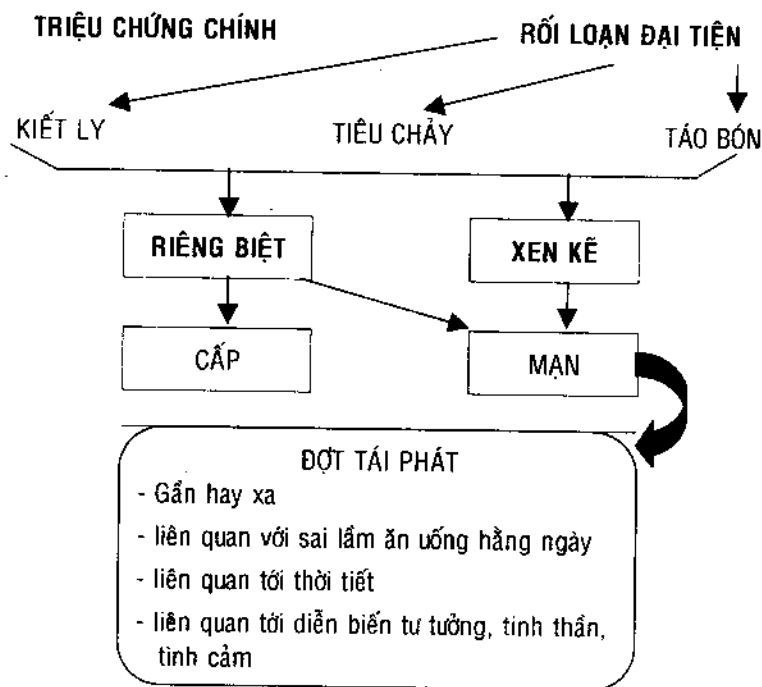 TRIỆU CHỨNG CHÍNH
RỐI LOẠN ĐẠI TIỆN
KIẾT LY
TIÊU CHẢY
TÁO BÓN
RIÊNG BIỆT
XEN KẼ
CẤP
MẠN
ĐỢT TÁI PHÁT
- Gần hay xa
- liên quan với sai lầm ăn uống hằng ngày
- liên quan tới thời tiết
- liên quan tới diễn biến tư tưởng, tinh thần,
tình cảm